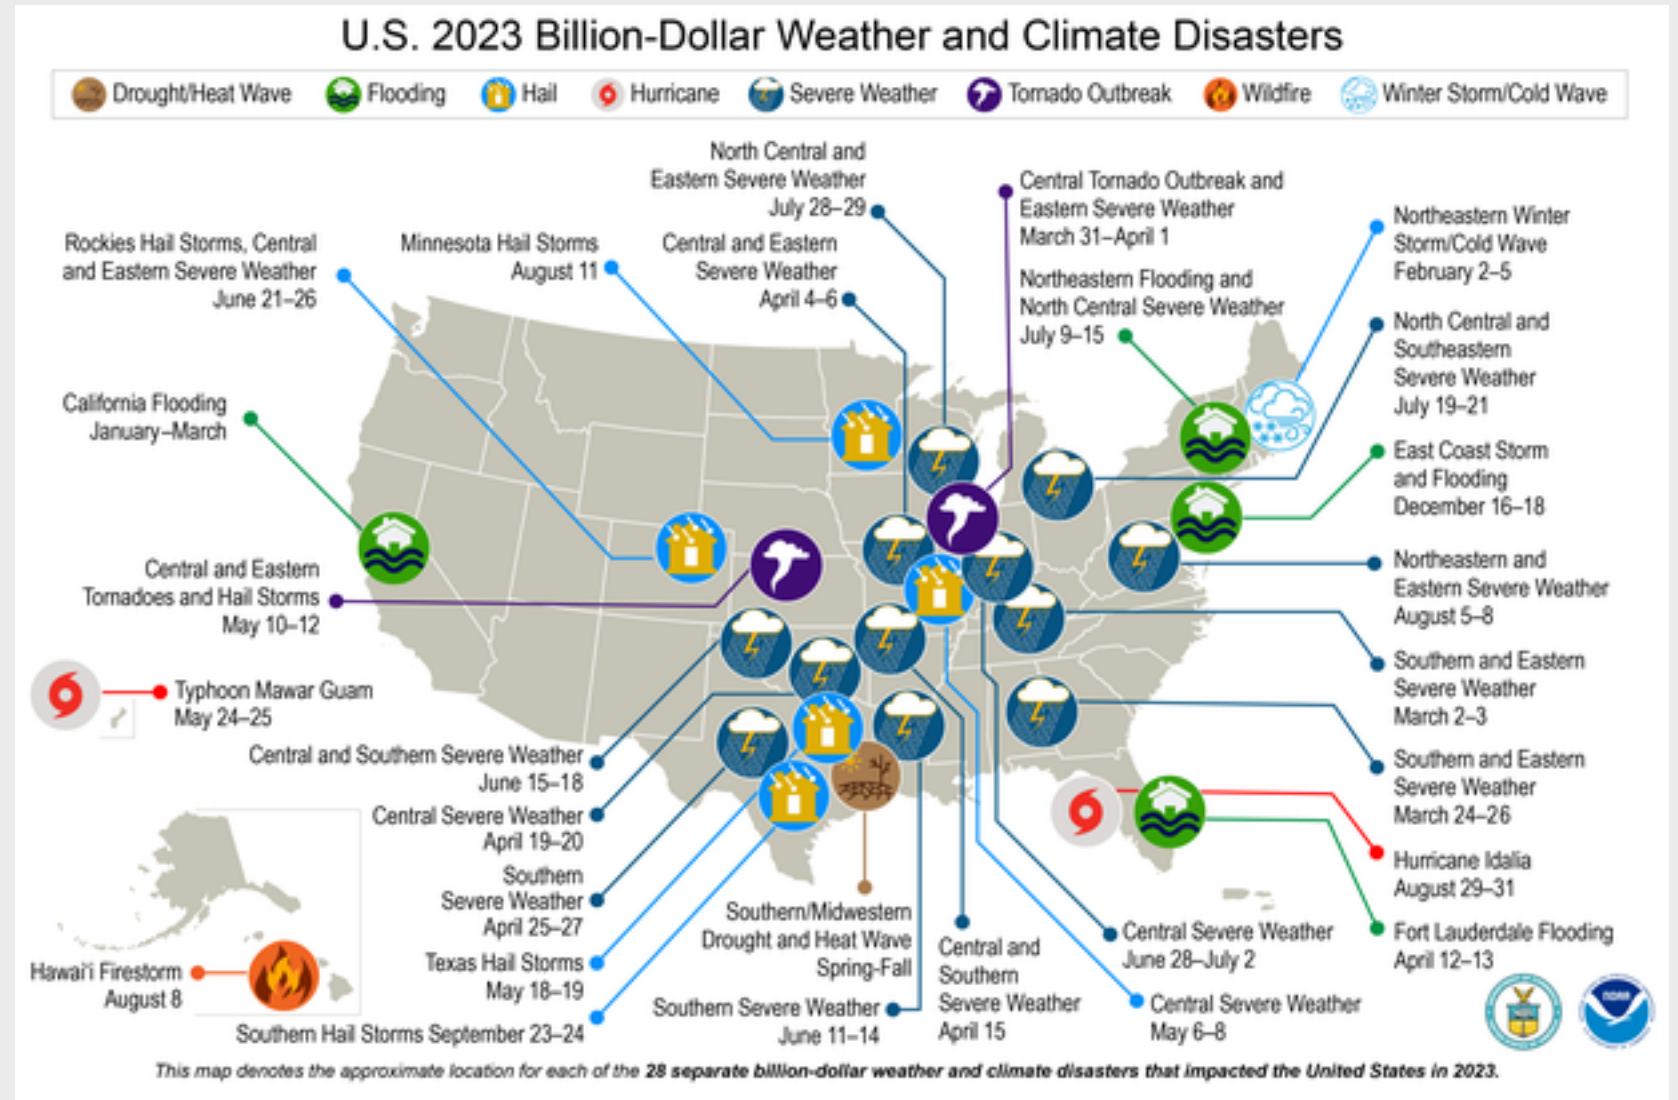 U.S. 2023 Billion-Dollar Weather and Climate Disasters
Drought/Heat Wave
Flooding
Hail
Hurricane
Severe Weather
Tornado Outbreak
Wildfire
Winter Storm/Cold Wave
North Central and
Eastern Severe Weather
July 28–29
Central Tornado Outbreak and
Eastern Severe Weather
March 31–April 1
Northeastern Winter
Storm/Cold Wave
February 2–5
Rockies Hail Storms, Central
and Eastern Severe Weather
June 21–26
Minnesota Hail Storms
August 11
Central and Eastern
Severe Weather
April 4–6
Northeastern Flooding and
North Central Severe Weather
July 9–15
North Central and
Southeastern
Severe Weather
July 19–21
California Flooding
January–March
East Coast Storm
and Flooding
December 16–18
Central and Eastern
Tornadoes and Hail Storms
May 10–12
Northeastern and
Eastern Severe Weather
August 5–8
Southern and Eastern
Severe Weather
March 2–3
Typhoon Mawar Guam
May 24–25
Central and Southern Severe Weather
June 15–18
Southern and Eastern
Severe Weather
March 24–26
Central Severe Weather
April 19–20
Hurricane Idalia
August 29–31
Southern
Severe Weather
April 25–27
Southern/Midwestern
Drought and Heat Wave
Spring-Fall
Central and
Southern
Severe Weather
April 15
Central Severe Weather
June 28–July 2
Fort Lauderdale Flooding
April 12–13
Texas Hail Storms
May 18–19
Hawai'i Firestorm
August 8
Southern Severe Weather
June 11–14
Central Severe Weather
May 6–8
Southern Hail Storms September 23–24
NOAA
This map denotes the approximate location for each of the 28 separate billion-dollar weather and climate disasters that impacted the United States in 2023.